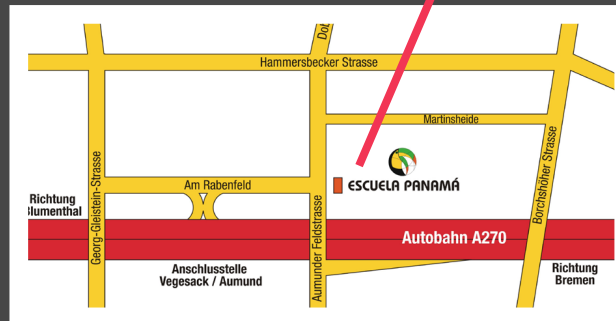 Hammersbecker Strasse
Martinsheide
ESCUELA PANAMÁ
Am Rabenfeld
Georg-Gleistein-Strasse
Aumunder Feldstrasse
Borchshöher Strasse
Richtung
Blumenthal
Autobahn A270
Anschlusstelle
Vegesack / Aumund
Richtung
Bremen